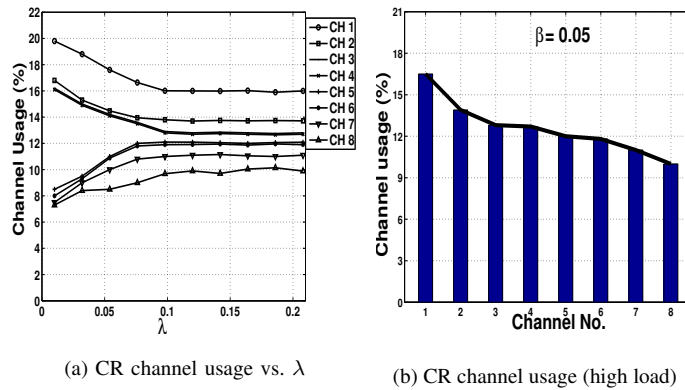 22
20
18
16
14
12
10
8
6
4
2
0
Channel Usage (%)
0
0.05
0.1
0.15
0.2
λ
CH 1
CH 2
CH 3
CH 4
CH 5
CH 6
CH 7
CH 8
(a) CR channel usage vs. λ
21
18
15
12
9
6
3
0
Channel Usage (%)
β= 0.05
1
2
3
4
5
6
7
8
Channel No.
(b) CR channel usage (high load)